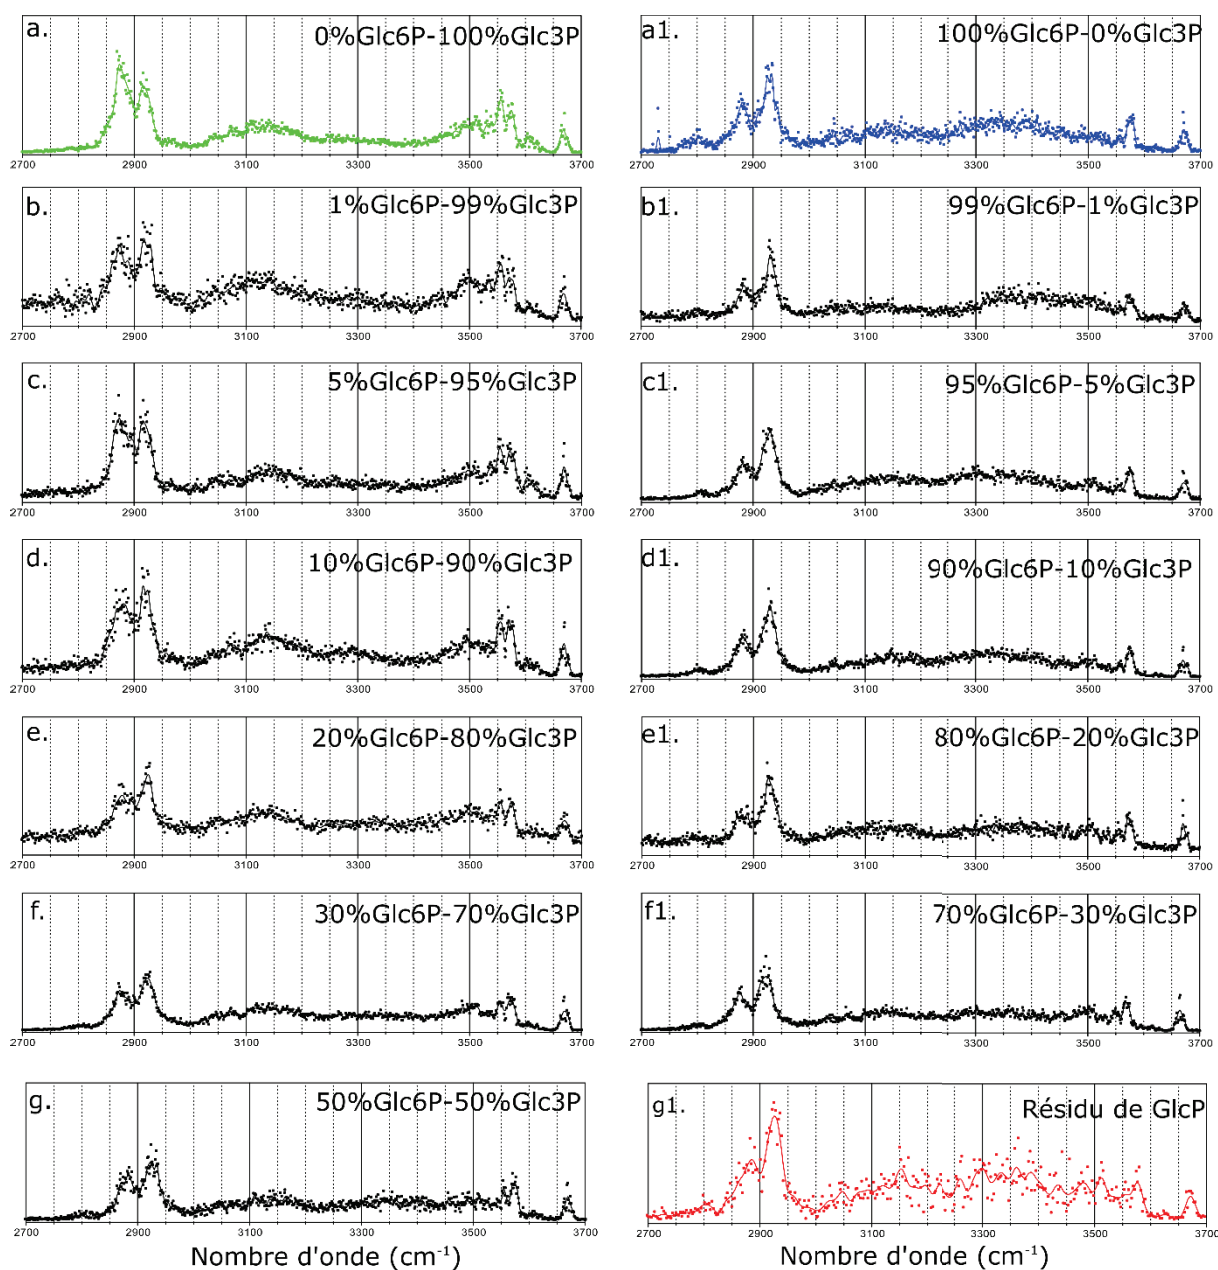 a.
0%Glc6P-100%Glc3P
2700 2900 3100 3300 3500 3700
a1.
100%Glc6P-0%Glc3P
2700 2900 3100 3300 3500 3700
b.
1%Glc6P-99%Glc3P
2700 2900 3100 3300 3500 3700
b1.
99%Glc6P-1%Glc3P
2700 2900 3100 3300 3500 3700
c.
5%Glc6P-95%Glc3P
2700 2900 3100 3300 3500 3700
c1.
95%Glc6P-5%Glc3P
2700 2900 3100 3300 3500 3700
d.
10%Glc6P-90%Glc3P
2700 2900 3100 3300 3500 3700
d1.
90%Glc6P-10%Glc3P
2700 2900 3100 3300 3500 3700
e.
20%Glc6P-80%Glc3P
2700 2900 3100 3300 3500 3700
e1.
80%Glc6P-20%Glc3P
2700 2900 3100 3300 3500 3700
f.
30%Glc6P-70%Glc3P
2700 2900 3100 3300 3500 3700
f1.
70%Glc6P-30%Glc3P
2700 2900 3100 3300 3500 3700
g.
50%Glc6P-50%Glc3P
2700 2900 3100 3300 3500 3700
Nombre d'onde (cm⁻¹)
g1.
Résidu de GlcP
2700 2900 3100 3300 3500 3700
Nombre d'onde (cm⁻¹)